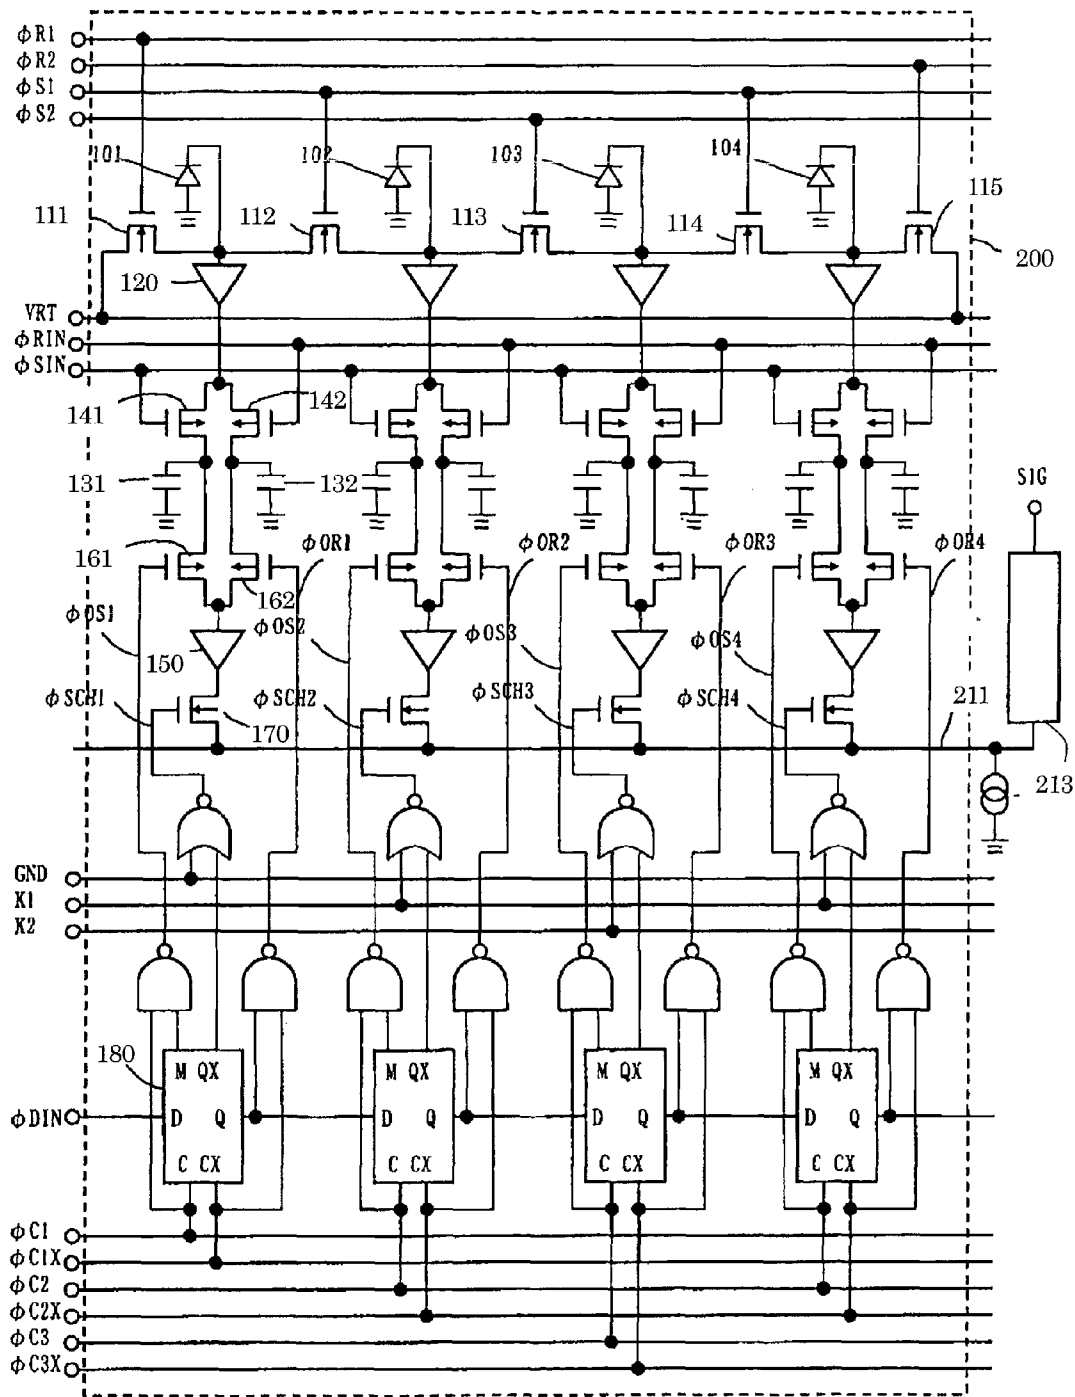 φR1
φR2
φS1
φS2
101
102
103
104
111
112
113
114
115
200
120
VRT
φRIN
φSIN
141
142
131
132
SIG
161
162
φOR1
φOR2
φOR3
φOR4
φOS1
φOS2
φOS3
φOS4
150
φSCH1
φSCH2
φSCH3
φSCH4
170
211
213
GND
K1
K2
180
M QX
M QX
M QX
M QX
φDIN
D Q
D Q
D Q
D Q
C CX
C CX
C CX
C CX
φC1
φC1X
φC2
φC2X
φC3
φC3X